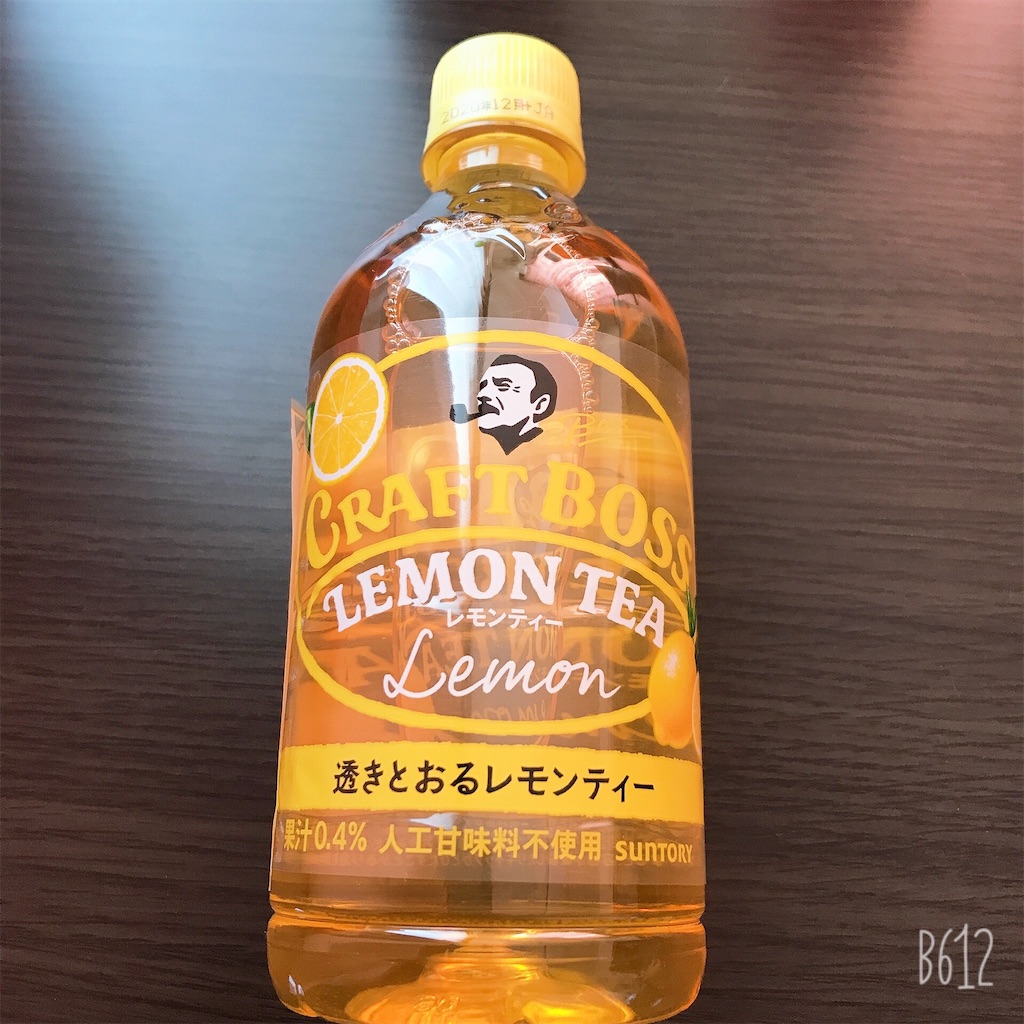 CRAFT BOSS
LEMON TEA
レモンティー
Lemon
透きとおるレモンティー
果汁0.4% 人工甘味料不使用 SUNTORY
B612